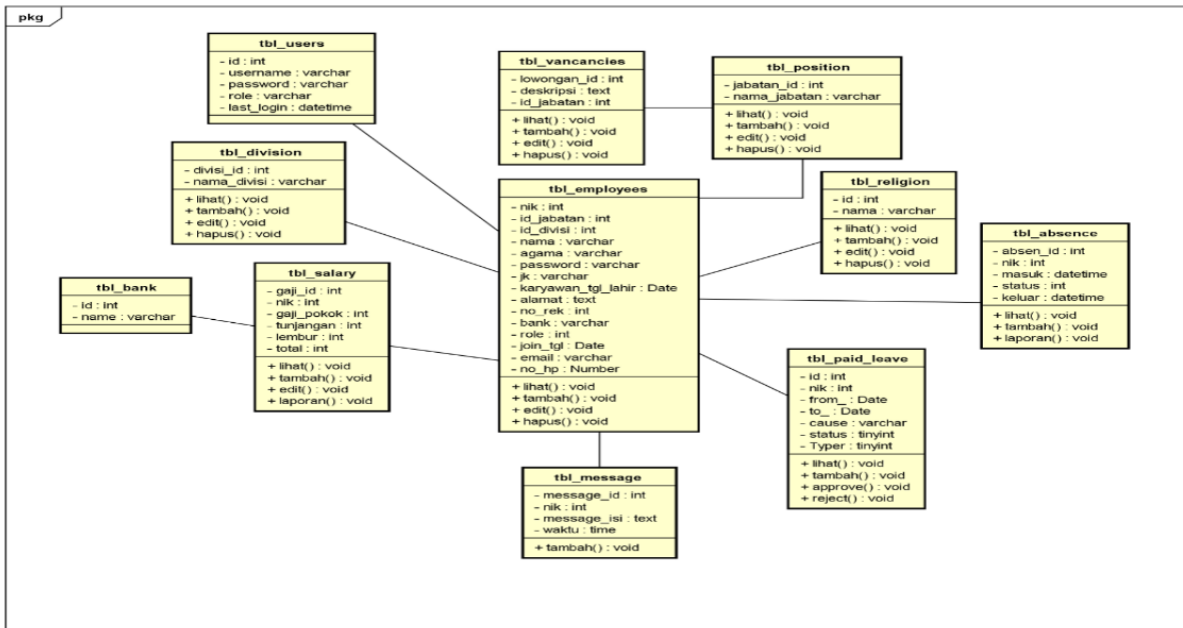 pkg
tbl_users
- id : int
- username : varchar
- password : varchar
- role : varchar
- last_login : datetime
tbl_vancancies
- lowongan_id : int
- deskripsi : text
- id_jabatan : int
+ lihat() : void
+ tambah() : void
+ edit() : void
+ hapus() : void
tbl_position
- jabatan_id : int
- nama_jabatan : varchar
+ lihat() : void
+ tambah() : void
+ edit() : void
+ hapus() : void
tbl_division
- divisi_id : int
- nama_divisi : varchar
+ lihat() : void
+ tambah() : void
+ edit() : void
+ hapus() : void
tbl_employees
- nik : int
- id_jabatan : int
- id_divisi : int
- nama : varchar
- agama : varchar
- password : varchar
- jk : varchar
- karyawan_tgl_lahir : Date
- alamat : text
- no_rek : int
- bank : varchar
- role : int
- join_tgl : Date
- email : varchar
- no_hp : Number
+ lihat() : void
+ tambah() : void
+ edit() : void
+ hapus() : void
tbl_religion
- id : int
- nama : varchar
+ lihat() : void
+ tambah() : void
+ edit() : void
+ hapus() : void
tbl_absence
- absen_id : int
- nik : int
- masuk : datetime
- status : int
- keluar : datetime
+ lihat() : void
+ tambah() : void
+ laporan() : void
tbl_bank
- id : int
- name : varchar
tbl_salary
- gaji_id : int
- nik : int
- gaji_pokok : int
- tunjangan : int
- lembur : int
- total : int
+ lihat() : void
+ tambah() : void
+ edit() : void
+ laporan() : void
tbl_paid_leave
- id : int
- nik : int
- from_ : Date
- to_ : Date
- cause : varchar
- status : tinyint
- Typer : tinyint
+ lihat() : void
+ tambah() : void
+ approve() : void
+ reject() : void
tbl_message
- message_id : int
- nik : int
- message_isi : text
- waktu : time
+ tambah() : void